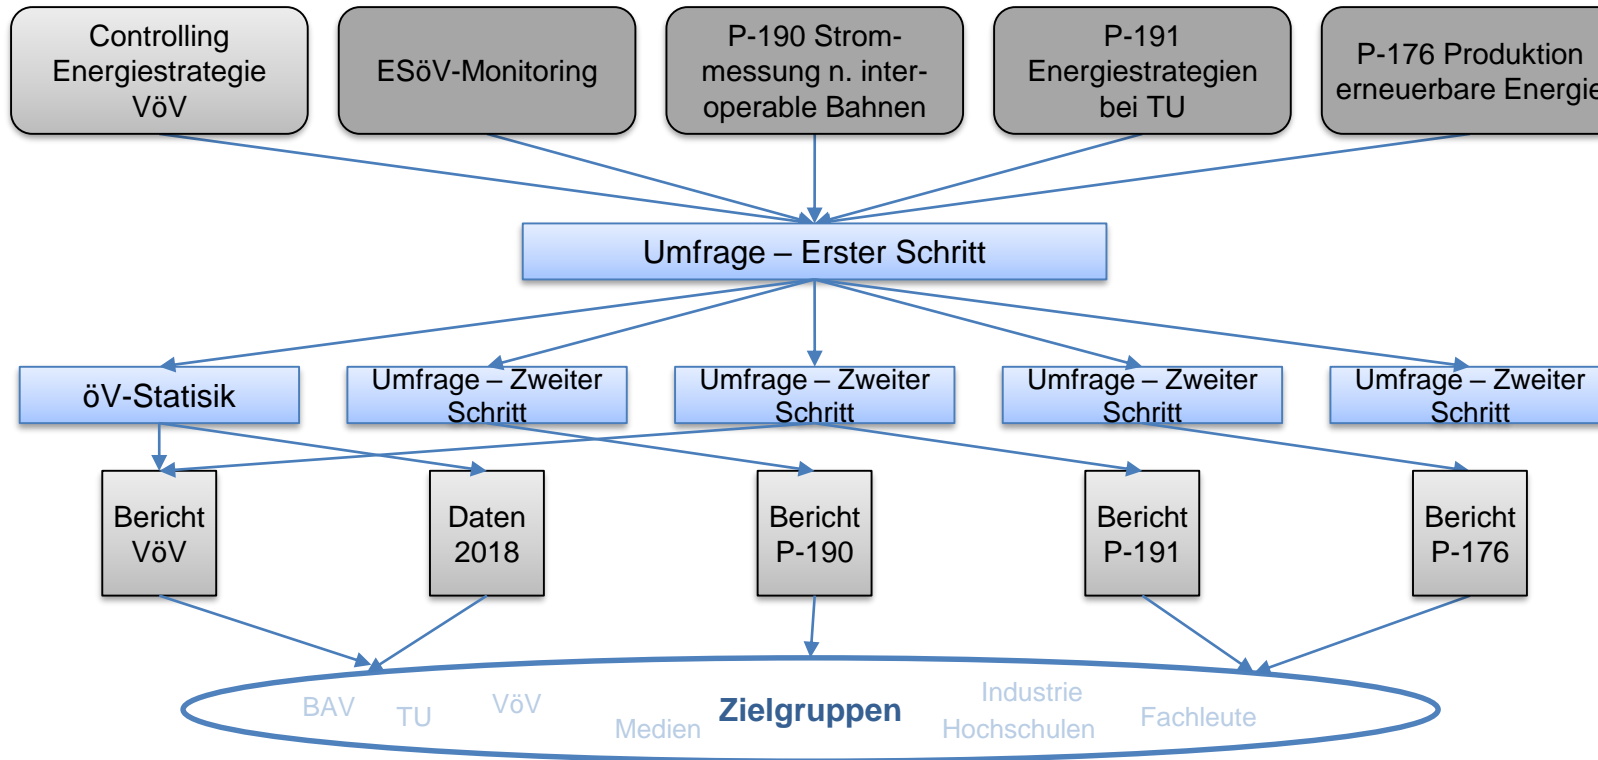 Controlling
Energiestrategie
VöV
ESöV-Monitoring
P-190 Strom-
messung n. inter-
operable Bahnen
P-191
Energiestrategien
bei TU
P-176 Produktion
erneuerbare Energie
Umfrage – Erster Schritt
öV-Statisik
Umfrage – Zweiter
Schritt
Umfrage – Zweiter
Schritt
Umfrage – Zweiter
Schritt
Umfrage – Zweiter
Schritt
Bericht
VöV
Daten
2018
Bericht
P-190
Bericht
P-191
Bericht
P-176
BAV
TU
VöV
Medien
Zielgruppen
Industrie
Hochschulen
Fachleute